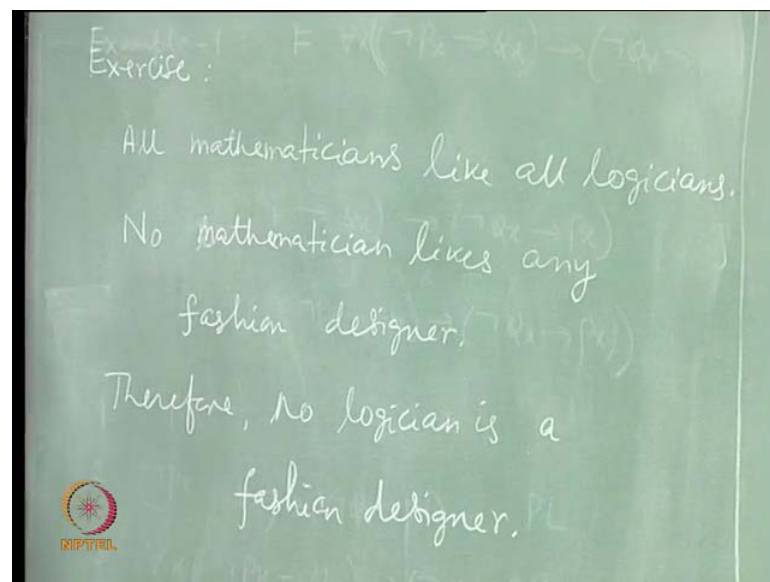 Exercise:
All mathematicians like all logicians.
No mathematician likes any
fashion designer.
Therefore, no logician is a
fashion designer.
NPTEL